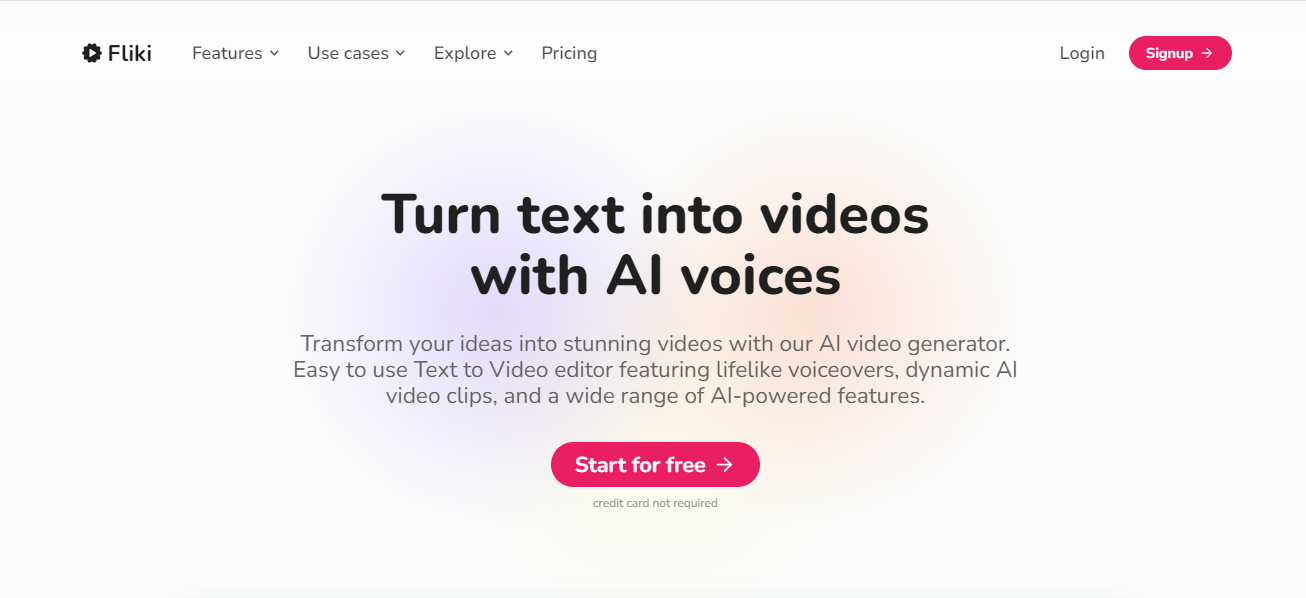 Fliki
Features
Use cases
Explore
Pricing
Login
Signup →
Turn text into videos
with AI voices
Transform your ideas into stunning videos with our AI video generator.
Easy to use Text to Video editor featuring lifelike voiceovers, dynamic AI
video clips, and a wide range of AI-powered features.
Start for free →
credit card not required